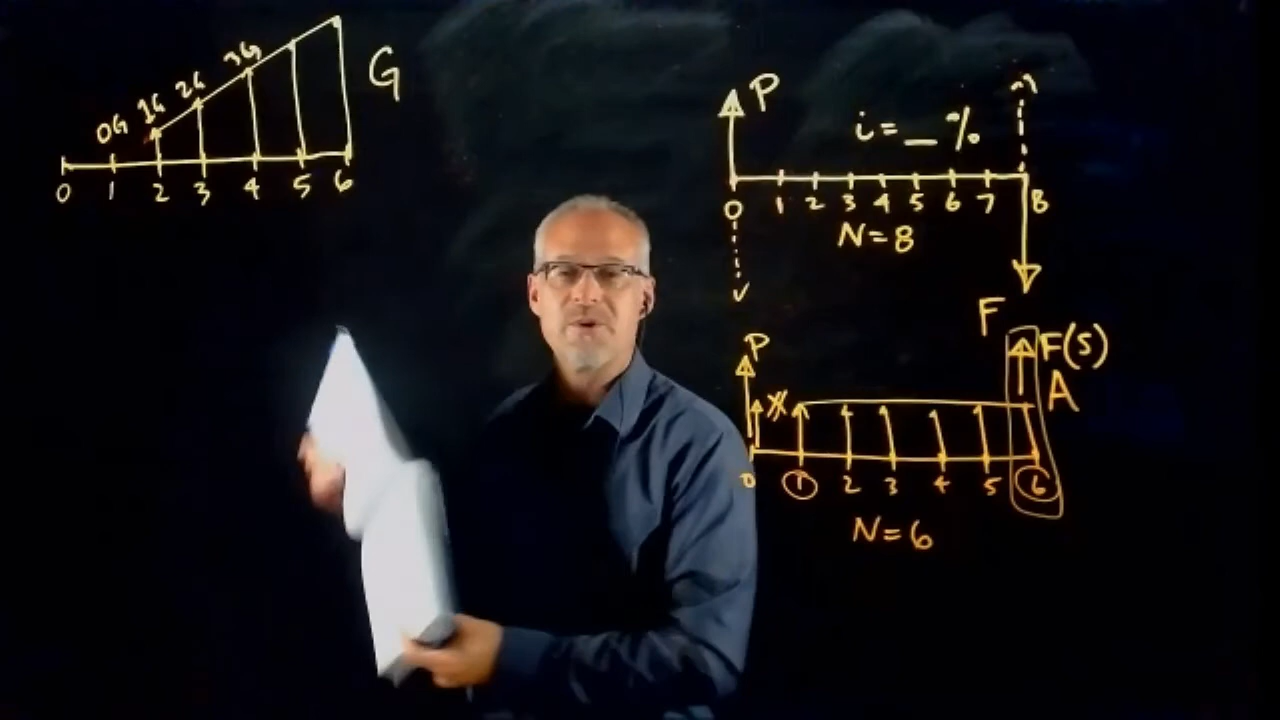 0G 1G 2G 3G G
0 1 2 3 4 5 6
P
i = _ %
0 1 2 3 4 5 6 7 8
N=8
F
P F(S)
A
0 1 2 3 4 5 6
N=6